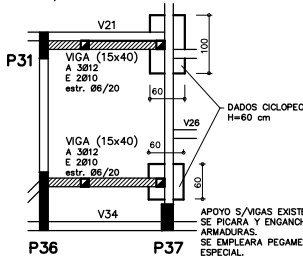 V21
P31
VIGA (15x40)
A 3Ø12
E 2Ø10
estr. Ø6/20
100
60
DADOS CICLOPEO
H=60 cm
V26
VIGA (15x40)
A 3Ø12
E 2Ø10
estr. Ø6/20
60
60
V34
APOYO S/VIGAS EXISTE
SE PICARA Y ENGANCH
ARMADURAS.
SE EMPLEARA PEGAME
ESPECIAL.
P36
P37